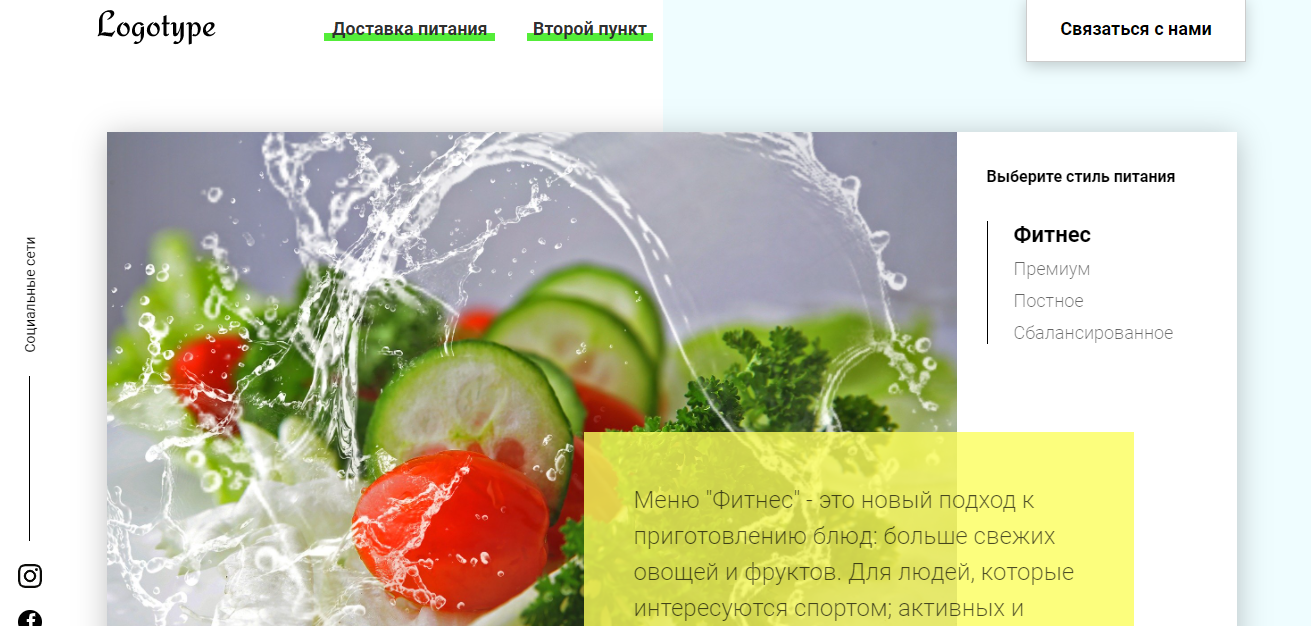 Logotype
Доставка питания
Второй пункт
Связаться с нами
Социальные сети
Выберите стиль питания
Фитнес
Премиум
Постное
Сбалансированное
Меню "Фитнес" - это новый подход к
приготовлению блюд: больше свежих
овощей и фруктов. Для людей, которые
интересуются спортом; активных и